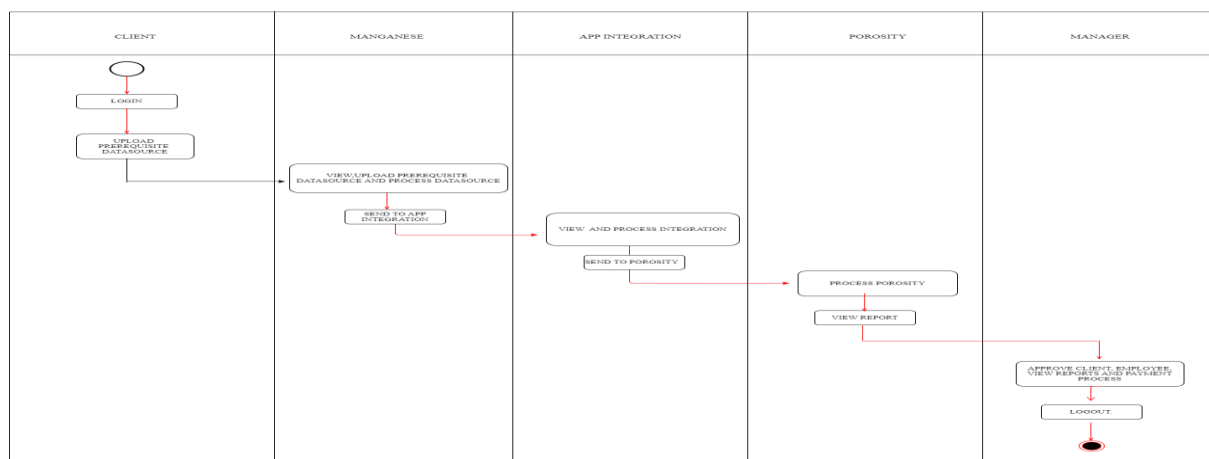 CLIENT
MANGANESE
APP INTEGRATION
POROSITY
MANAGER
LOGIN
UPLOAD
PREREQUISITE
DATASOURCE
VIEW,UPLOAD PREREQUISITE
DATASOURCE AND PROCESS DATASOURCE
SEND TO APP
INTEGRATION
VIEW AND PROCESS INTEGRATION
SEND TO POROSITY
PROCESS POROSITY
VIEW REPORT
APPROVE CLIENT, EMPLOYEE,
VIEW REPORTS AND PAYMENT
PROCESS
LOGOUT.